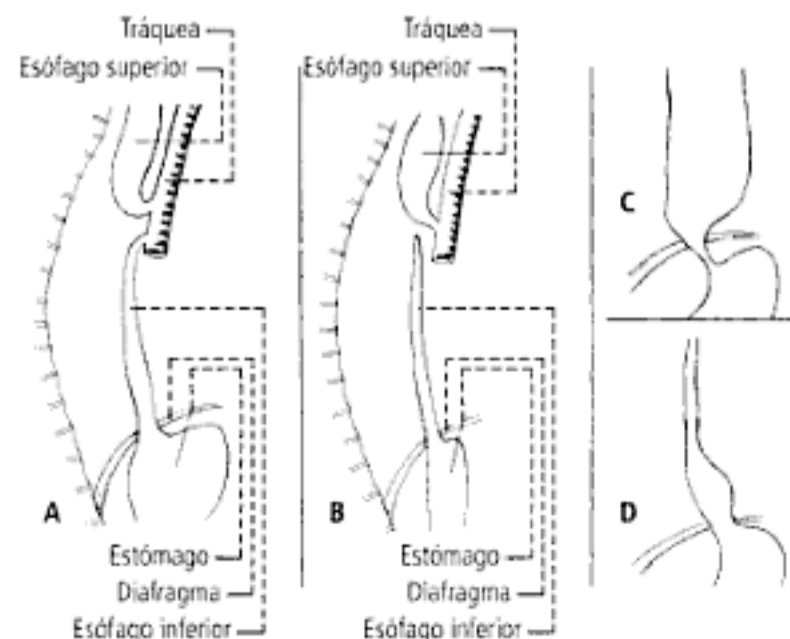 Tráquea
Esófago superior
A
Estómago
Diafragma
Esófago inferior
Tráquea
Esófago superior
B
Estómago
Diafragma
Esófago inferior
C
D